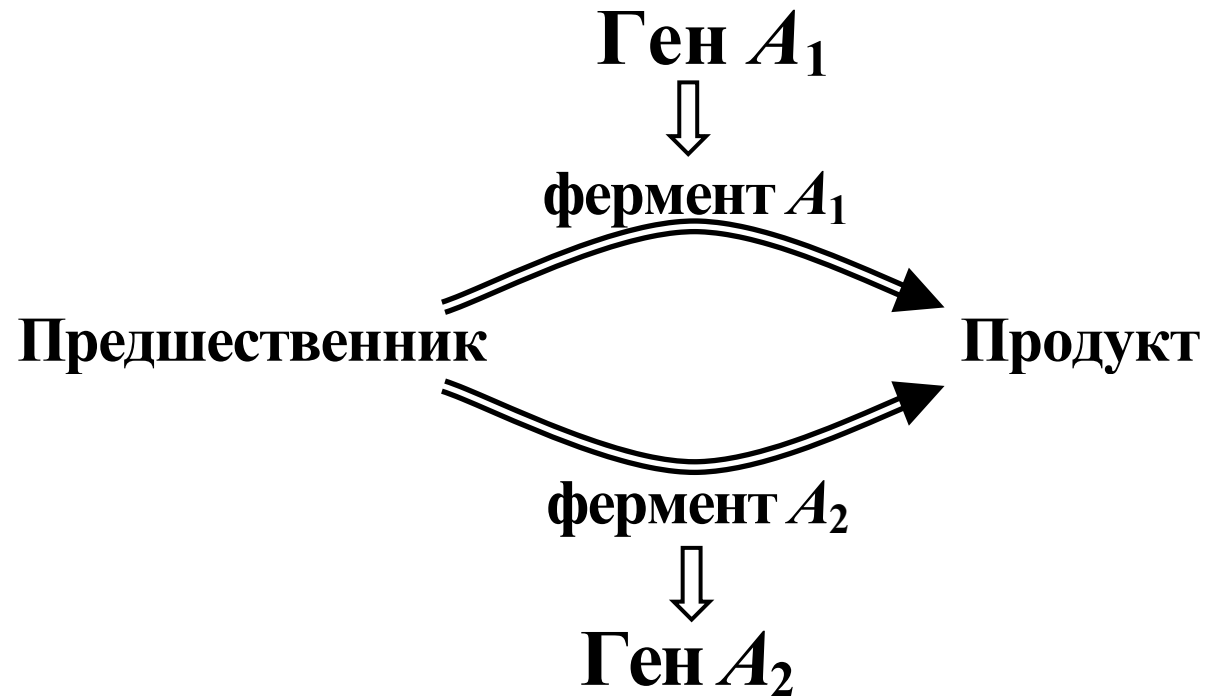 Ген A₁
фермент A₁
Предшественник
Продукт
фермент A₂
Ген A₂